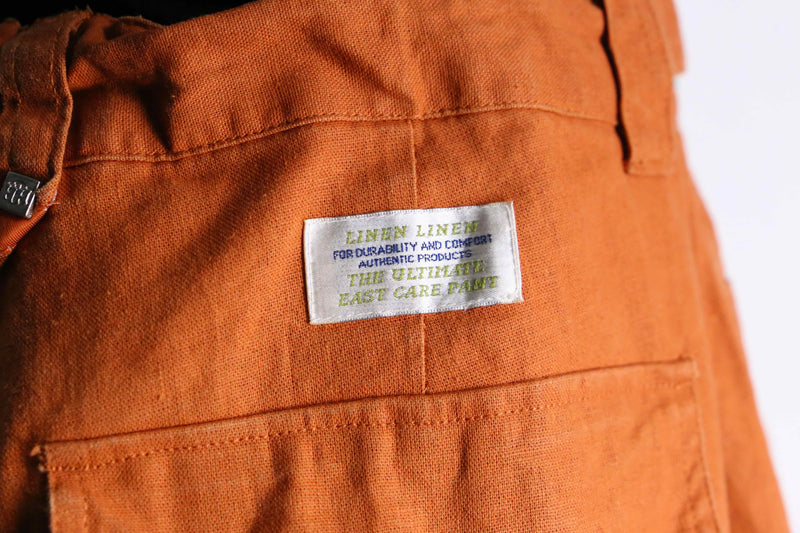 LINEN LINEN
FOR DURABILITY AND COMFORT
AUTHENTIC PRODUCTS
THE ULTIMATE
EAST CARE PANT